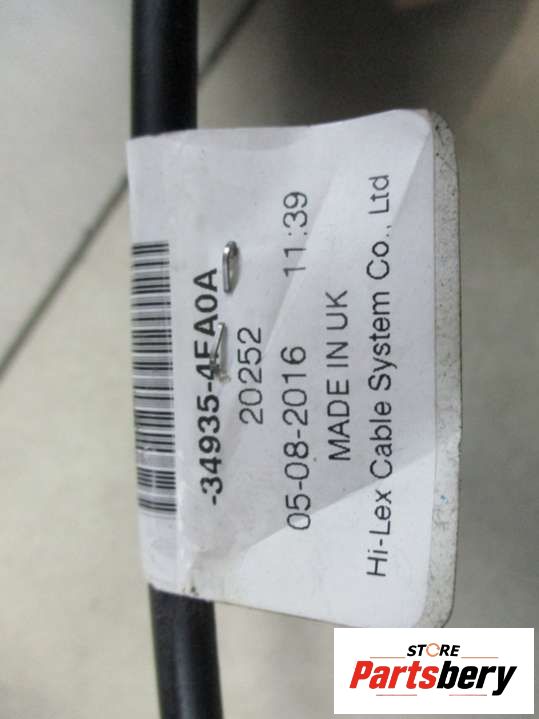 -34935-4EA0A
20252
05-08-2016 11:39
MADE IN UK
Hi-Lex Cable System Co., Ltd
STORE
Partsbery